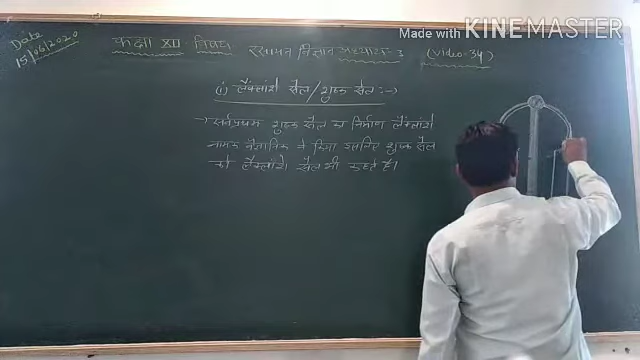 Made with KINEMASTER
Date
15/06/2020
कक्षा XII विषय रसायन विज्ञान अध्याय-3 (video-34)
(i) लैक्लांशे सैल/शुष्क सैल :-)
→ सर्वप्रथम शुष्क सैल का निर्माण लैक्लांशे
नामक वैज्ञानिक ने किया इसलिए शुष्क सैल
को लैक्लांशे सैल भी कहते है।